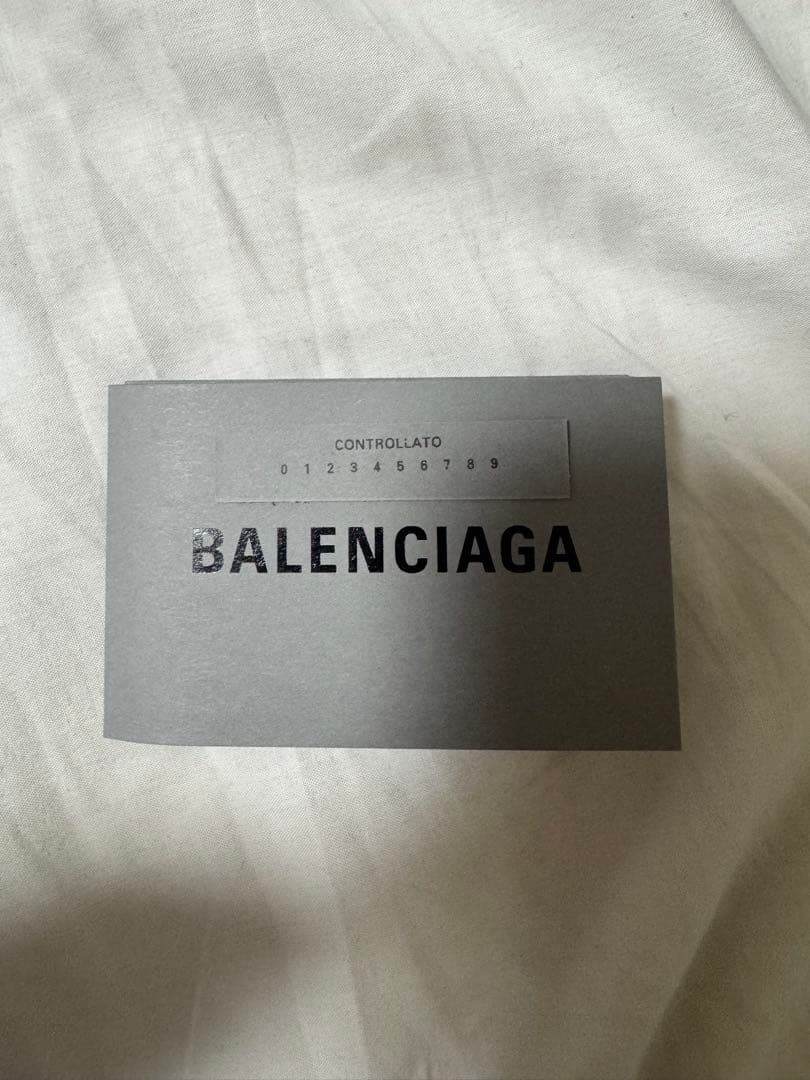 CONTROLLATO
0 1 2 3 4 5 6 7 8 9
BALENCIAGA